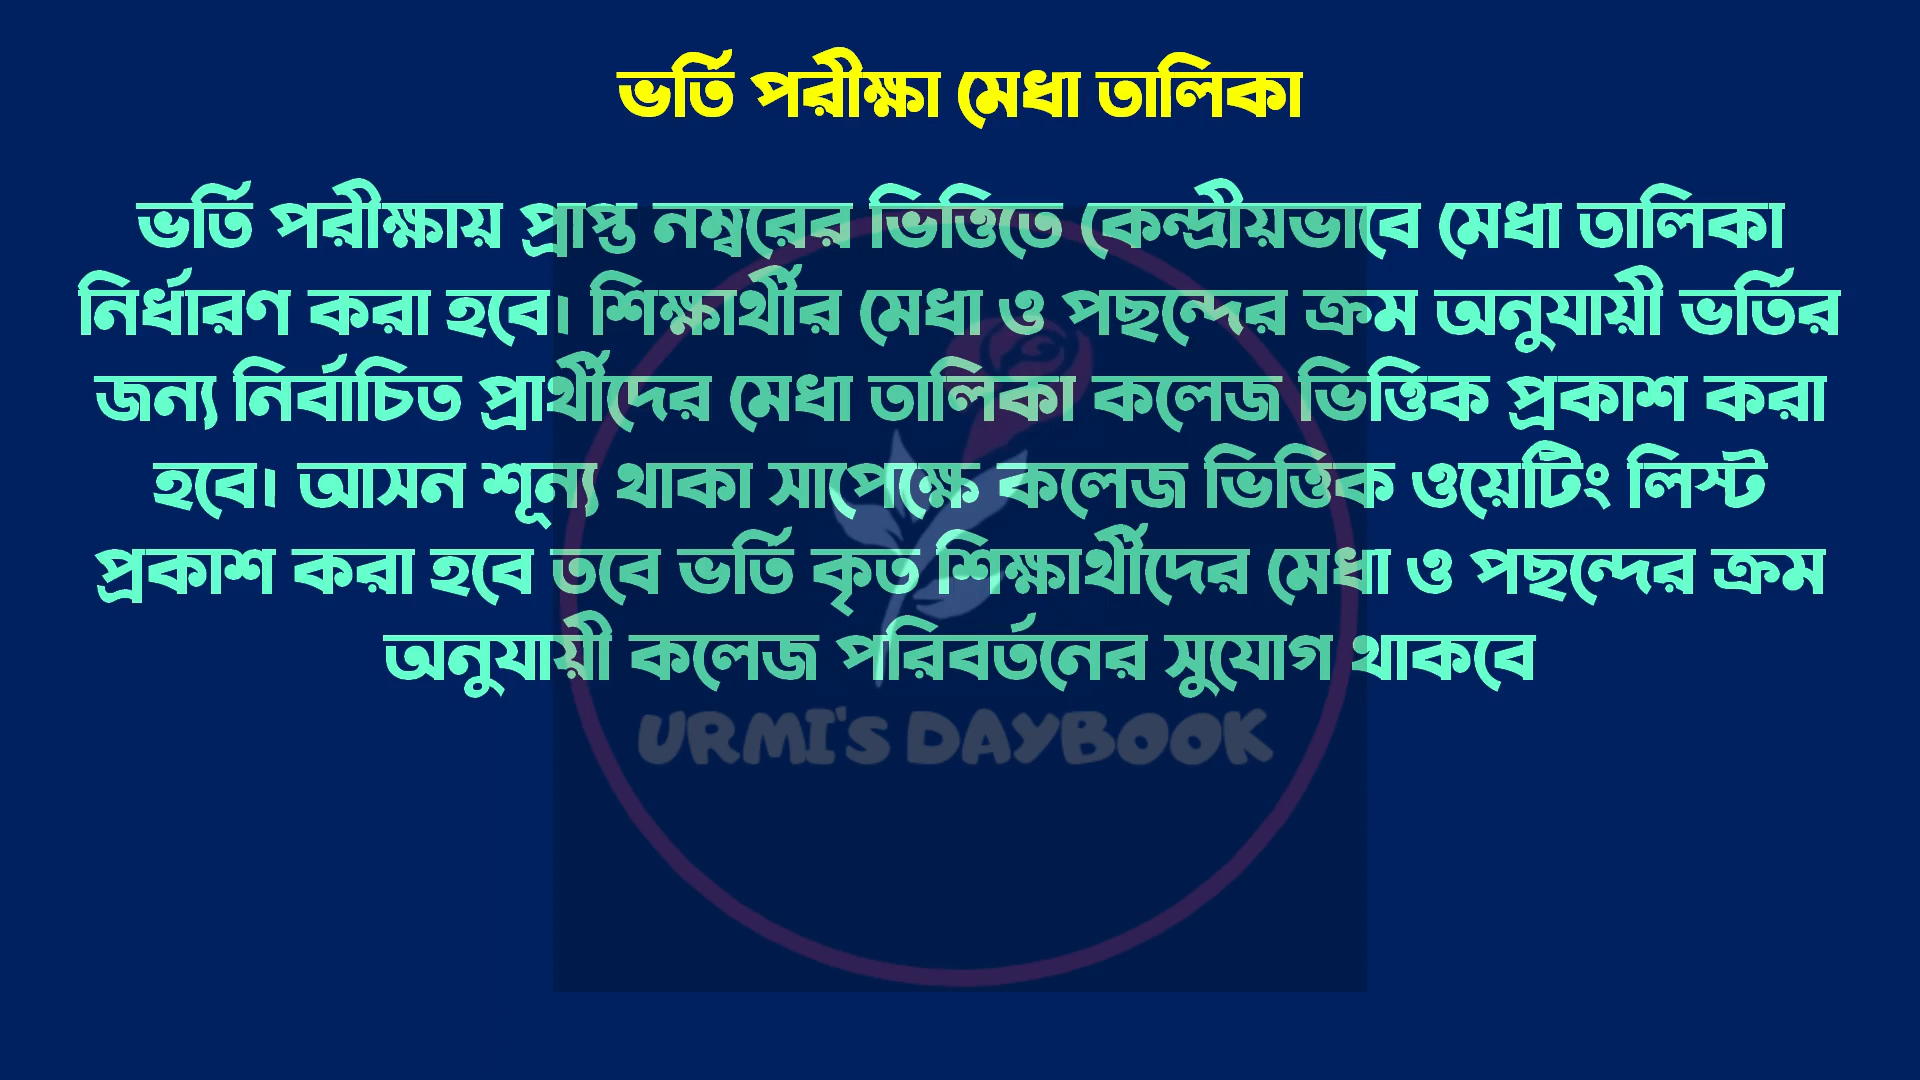 ভর্তি পরীক্ষা মেধা তালিকা
ভর্তি পরীক্ষায় প্রাপ্ত নম্বরের ভিত্তিতে কেন্দ্রীয়ভাবে মেধা তালিকা
নির্ধারণ করা হবে। শিক্ষার্থীর মেধা ও পছন্দের ক্রম অনুযায়ী ভর্তির
জন্য নির্বাচিত প্রার্থীদের মেধা তালিকা কলেজ ভিত্তিক প্রকাশ করা
হবে। আসন শূন্য থাকা সাপেক্ষে কলেজ ভিত্তিক ওয়েটিং লিস্ট
প্রকাশ করা হবে তবে ভর্তি কৃত শিক্ষার্থীদের মেধা ও পছন্দের ক্রম
অনুযায়ী কলেজ পরিবর্তনের সুযোগ থাকবে
URMI'S DAYBOOK